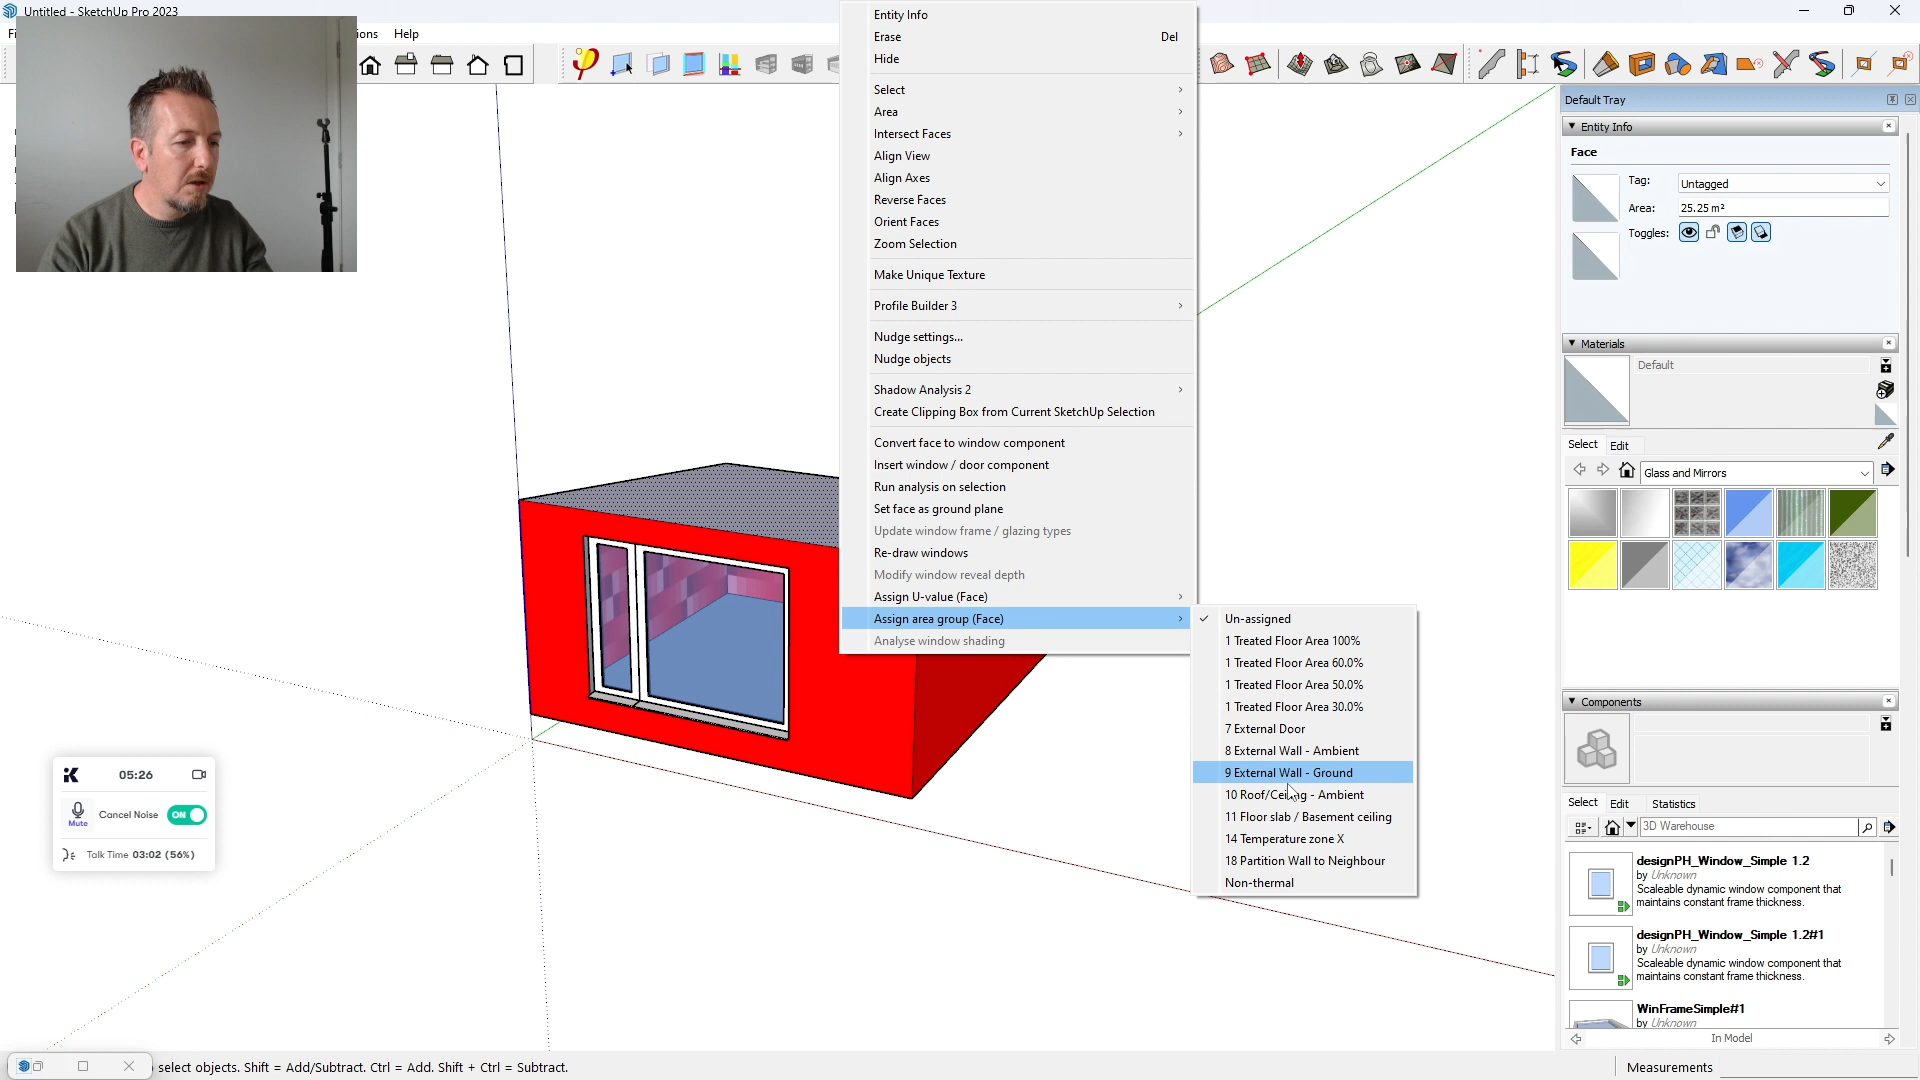 Untitled - SketchUp Pro 2023
ions Help
Entity Info
Erase Del
Hide
Select
Area
Intersect Faces
Align View
Align Axes
Reverse Faces
Orient Faces
Zoom Selection
Make Unique Texture
Profile Builder 3
Nudge settings...
Nudge objects
Shadow Analysis 2
Create Clipping Box from Current SketchUp Selection
Convert face to window component
Insert window / door component
Run analysis on selection
Set face as ground plane
Update window frame / glazing types
Re-draw windows
Modify window reveal depth
Assign U-value (Face)
Assign area group (Face)
Analyse window shading
Un-assigned
1 Treated Floor Area 100%
1 Treated Floor Area 60.0%
1 Treated Floor Area 50.0%
1 Treated Floor Area 30.0%
7 External Door
8 External Wall - Ambient
9 External Wall - Ground
10 Roof/Ceiling - Ambient
11 Floor slab / Basement ceiling
14 Temperature zone X
18 Partition Wall to Neighbour
Non-thermal
Default Tray
Entity Info
Face
Tag: Untagged
Area: 25.25 m²
Toggles:
Materials
Default
Select Edit
Glass and Mirrors
Components
Select Edit Statistics
3D Warehouse
designPH_Window_Simple 1.2
by Unknown
Scaleable dynamic window component that
maintains constant frame thickness.
designPH_Window_Simple 1.2#1
by Unknown
Scaleable dynamic window component that
maintains constant frame thickness.
WinFrameSimple#1
by Unknown
In Model
05:26
Mute
Cancel Noise ON
Talk Time 03:02 (56%)
select objects. Shift = Add/Subtract. Ctrl = Add. Shift + Ctrl = Subtract.
Measurements